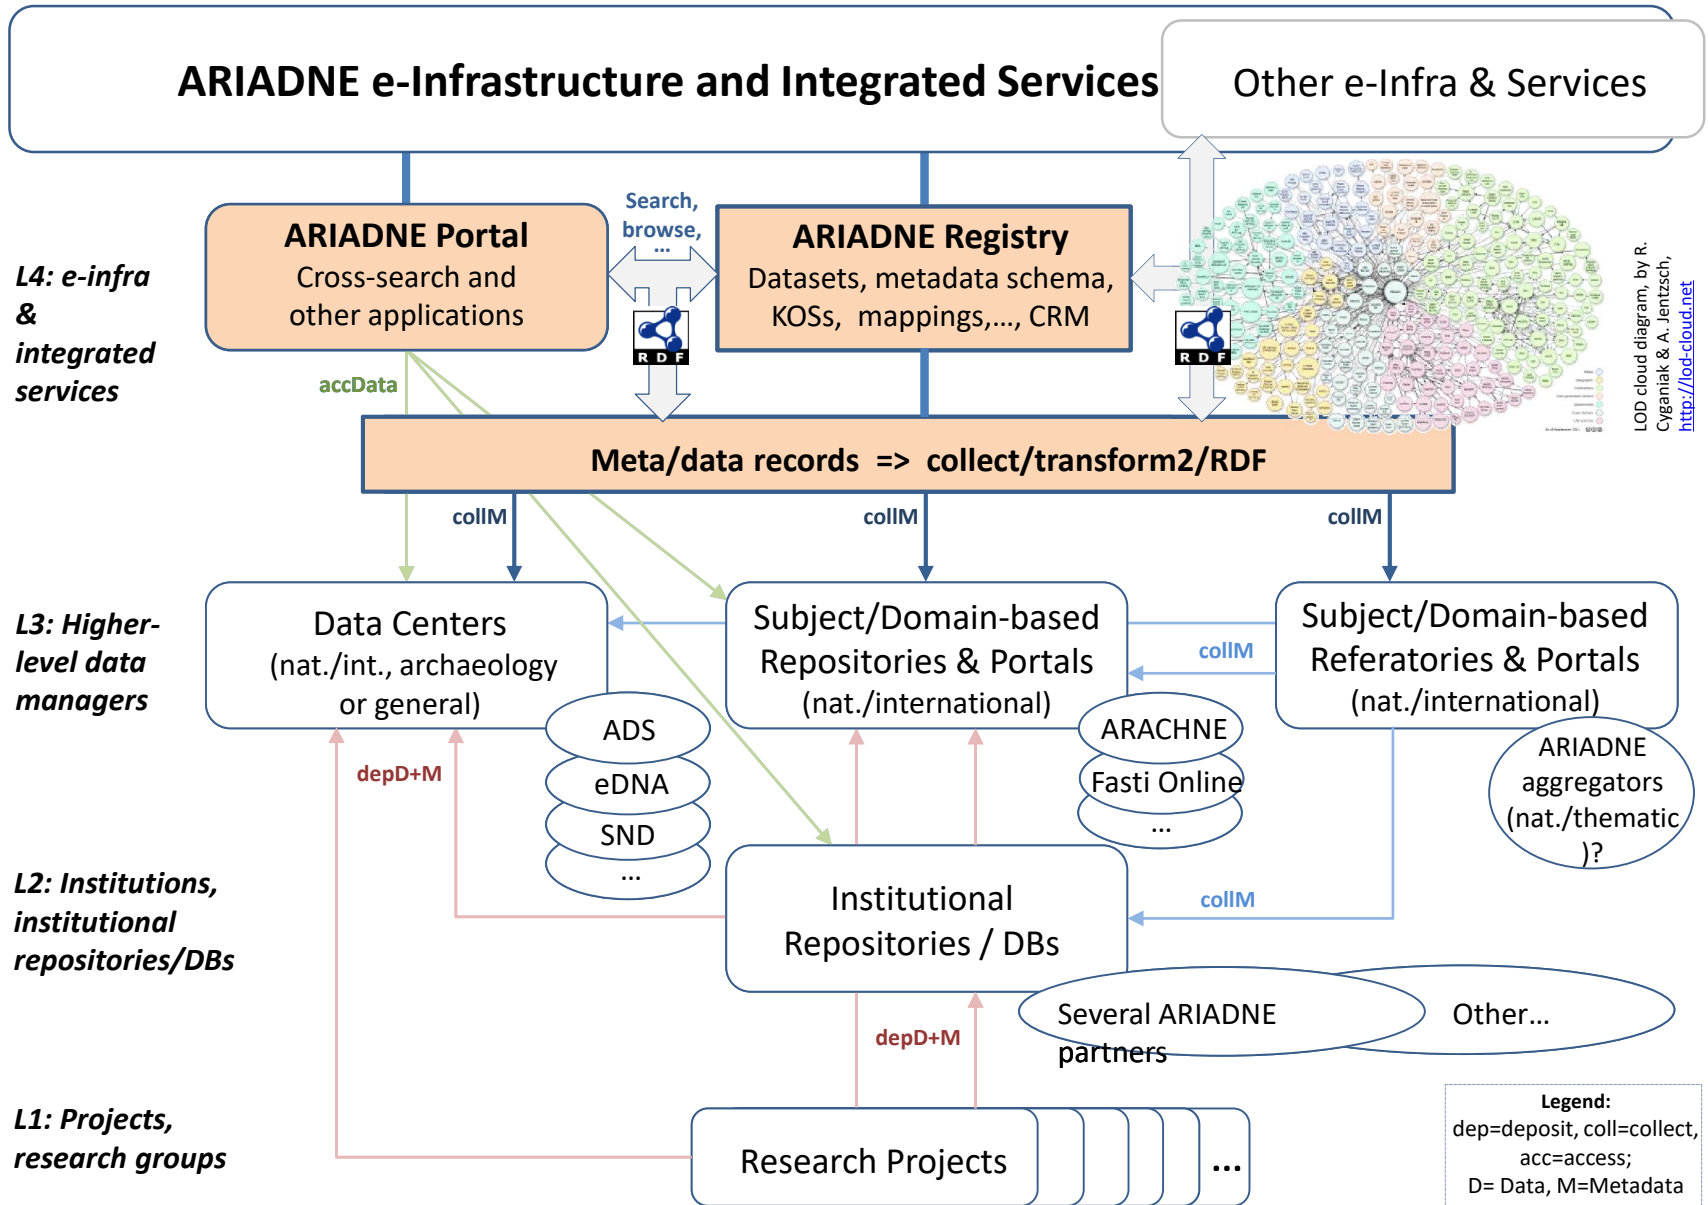 ARIADNE e-Infrastructure and Integrated Services
Other e-Infra & Services
L4: e-infra
&
integrated
services
ARIADNE Portal
Cross-search and
other applications
Search,
browse,
...
ARIADNE Registry
Datasets, metadata schema,
KOSs, mappings,..., CRM
RDF
RDF
LOD cloud diagram, by R.
Cyganiak & A. Jentzsch,
http://lod-cloud.net
accData
Meta/data records => collect/transform2/RDF
collM
collM
collM
L3: Higher-
level data
managers
Data Centers
(nat./int., archaeology
or general)
Subject/Domain-based
Repositories & Portals
(nat./international)
collM
Subject/Domain-based
Referatories & Portals
(nat./international)
ADS
eDNA
SND
...
depD+M
ARACHNE
Fasti Online
...
ARIADNE
aggregators
(nat./thematic
)?
L2: Institutions,
institutional
repositories/DBs
Institutional
Repositories / DBs
collM
Several ARIADNE
partners
Other...
depD+M
L1: Projects,
research groups
Research Projects
...
Legend:
dep=deposit, coll=collect,
acc=access;
D= Data, M=Metadata